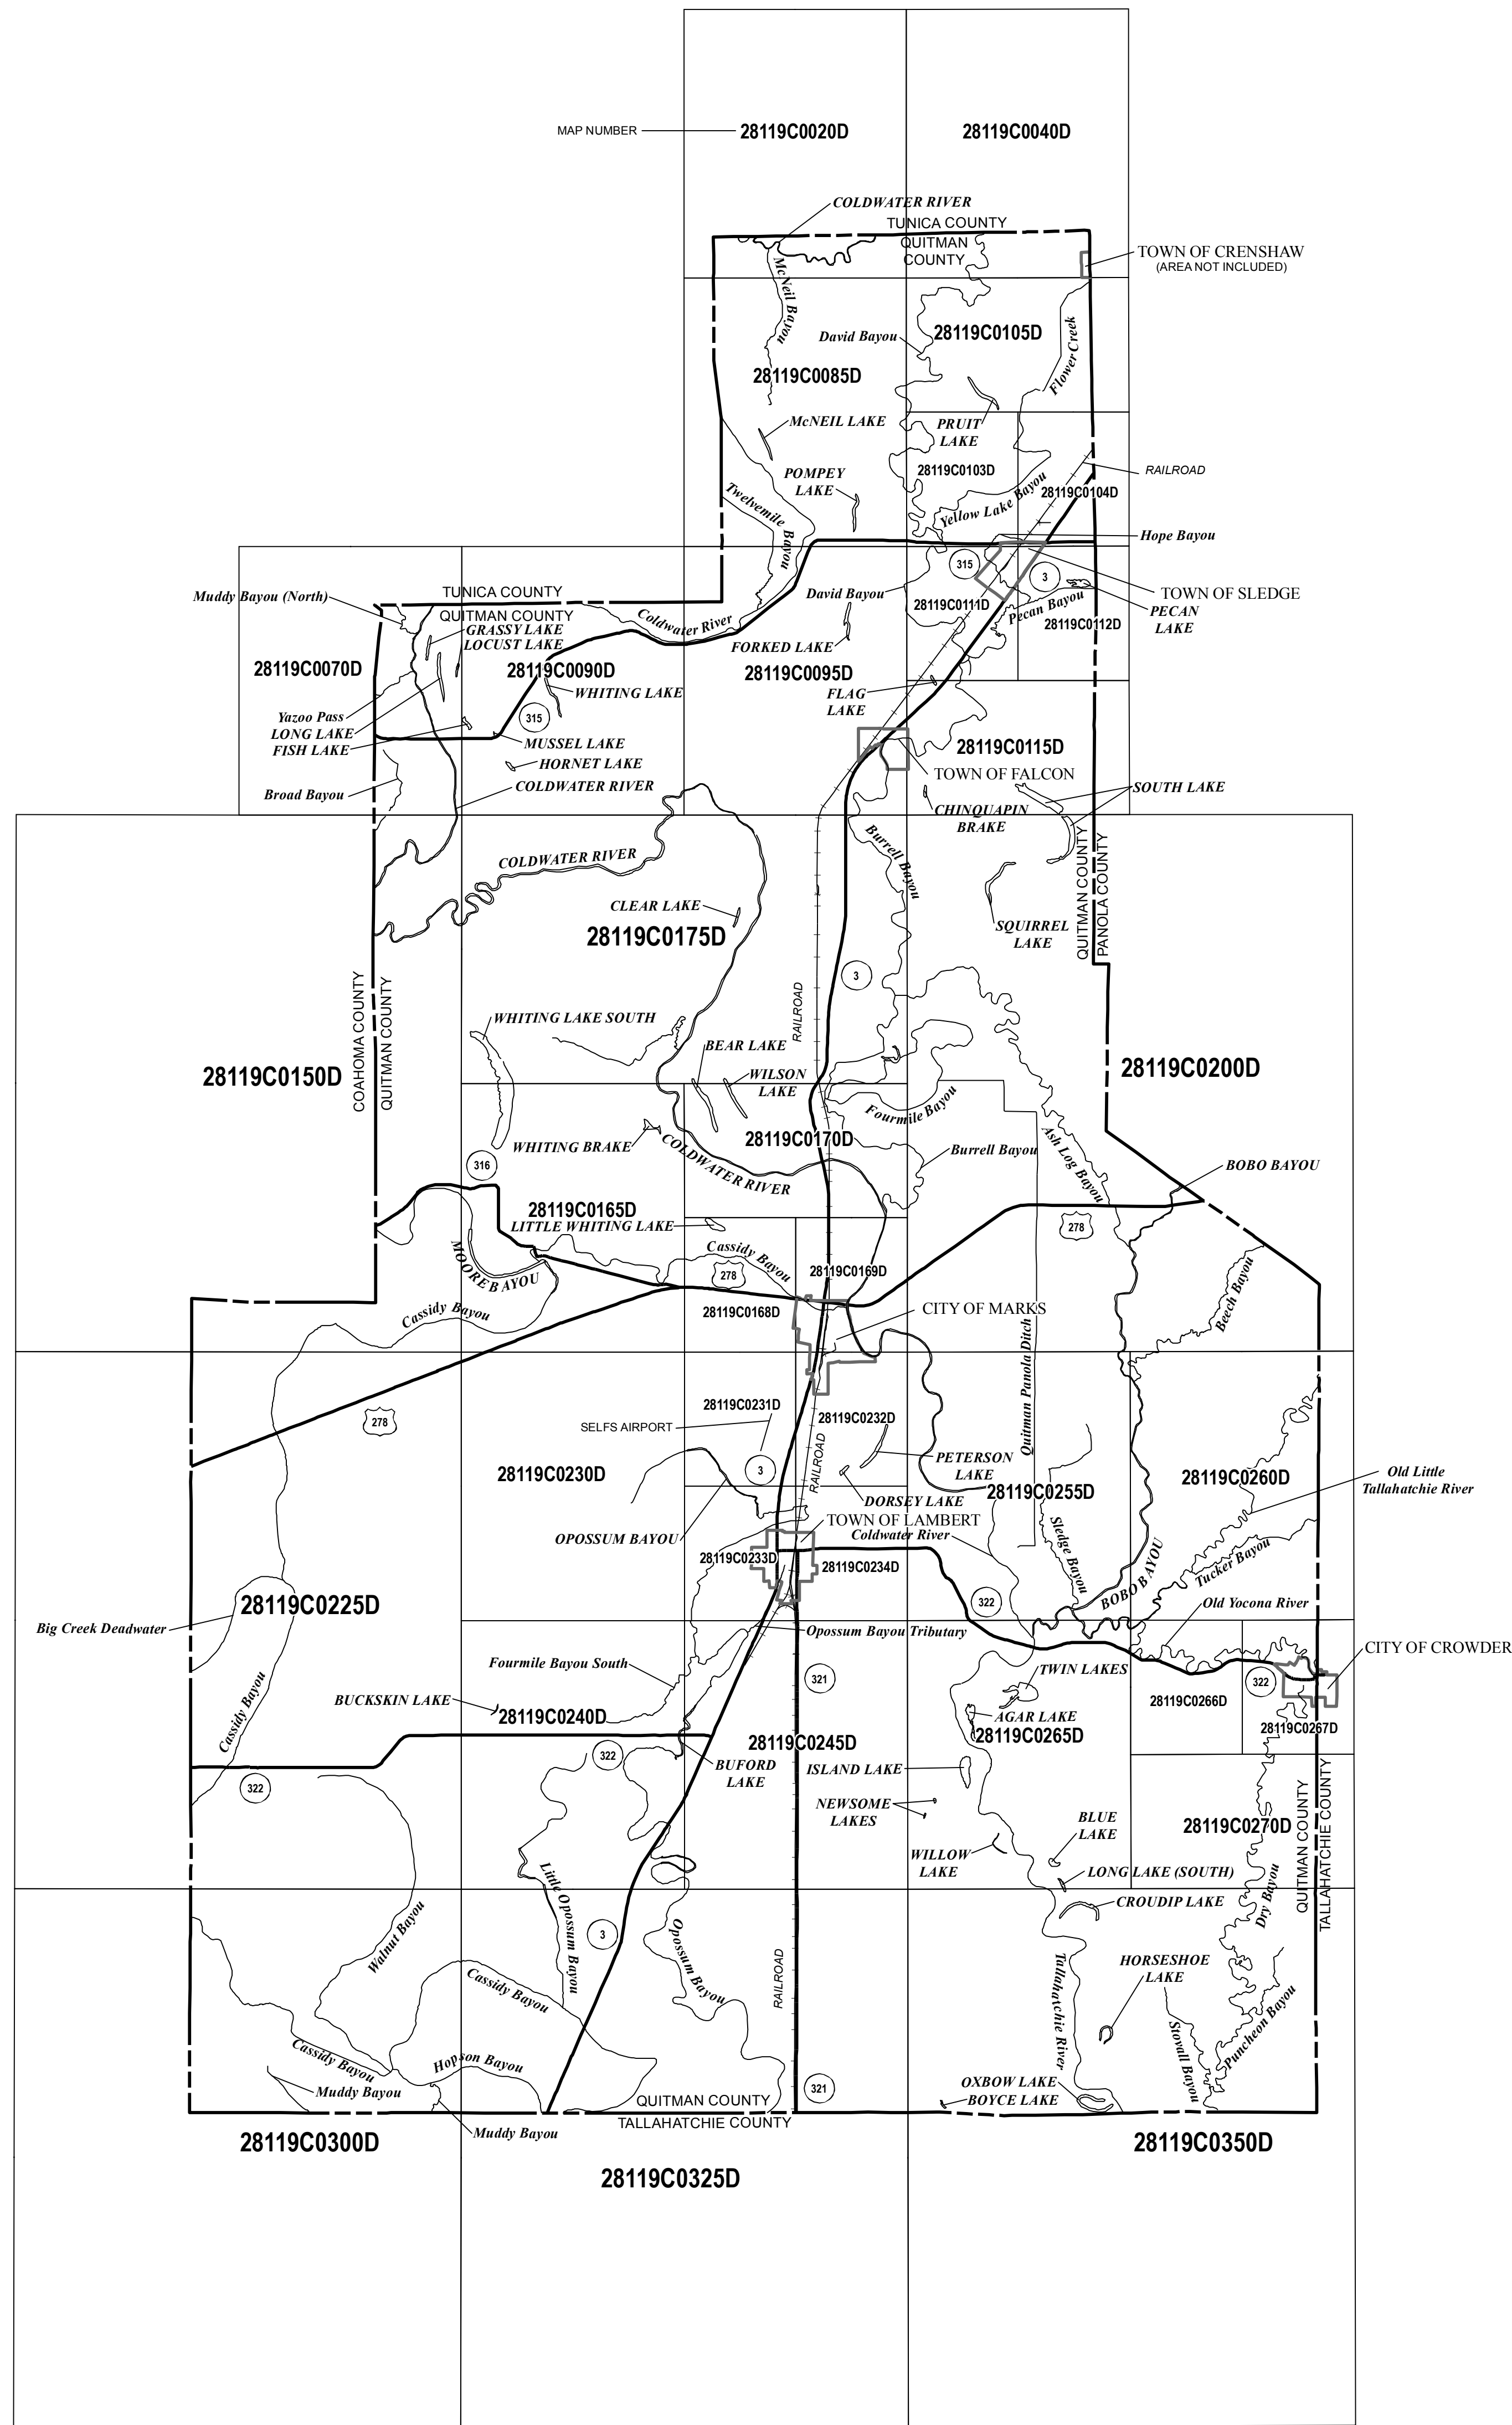 MAP NUMBER
28119C0020D
28119C0040D
COLDWATER RIVER
TUNICA COUNTY
QUITMAN
COUNTY
TOWN OF CRENSHAW
(AREA NOT INCLUDED)
McNeil Bayou
David Bayou
28119C0105D
Flower Creek
28119C0085D
McNEIL LAKE
PRUIT
LAKE
POMPEY
LAKE
28119C0103D
RAILROAD
28119C0104D
Twelvemile Bayou
Yellow Lake Bayou
Hope Bayou
315
3
TUNICA COUNTY
Muddy Bayou (North)
David Bayou
TOWN OF SLEDGE
28119C0111D
Pecan Bayou
PECAN
LAKE
28119C0112D
QUITMAN COUNTY
Coldwater River
GRASSY LAKE
LOCUST LAKE
FORKED LAKE
28119C0070D
28119C0090D
28119C0095D
WHITING LAKE
FLAG
LAKE
Yazoo Pass
315
LONG LAKE
FISH LAKE
MUSSEL LAKE
28119C0115D
HORNET LAKE
TOWN OF FALCON
COLDWATER RIVER
SOUTH LAKE
Broad Bayou
CHINQUAPIN
BRAKE
COLDWATER RIVER
Burrell Bayou
QUITMAN COUNTY
PANOLA COUNTY
CLEAR LAKE
SQUIRREL
LAKE
28119C0175D
3
COAHOMA COUNTY
QUITMAN COUNTY
RAILROAD
WHITING LAKE SOUTH
BEAR LAKE
28119C0150D
28119C0200D
WILSON
LAKE
Fourmile Bayou
28119C0170D
WHITING BRAKE
COLDWATER RIVER
Burrell Bayou
Ash Log Bayou
316
BOBO BAYOU
28119C0165D
LITTLE WHITING LAKE
278
MOORE BAYOU
Cassidy Bayou
278
28119C0169D
Beech Bayou
Cassidy Bayou
28119C0168D
CITY OF MARKS
Quitman Panola Ditch
28119C0231D
278
SELFS AIRPORT
28119C0232D
RAILROAD
PETERSON
LAKE
3
28119C0230D
28119C0260D
Old Little
Tallahatchie River
28119C0255D
DORSEY LAKE
TOWN OF LAMBERT
Coldwater River
OPOSSUM BAYOU
Sledge Bayou
28119C0233D
28119C0234D
BOBO BAYOU
Tucker Bayou
28119C0225D
322
Old Yocona River
Big Creek Deadwater
Opossum Bayou Tributary
CITY OF CROWDER
Fourmile Bayou South
321
TWIN LAKES
322
BUCKSKIN LAKE
28119C0266D
28119C0240D
AGAR LAKE
28119C0265D
28119C0267D
Cassidy Bayou
28119C0245D
322
BUFORD
LAKE
ISLAND LAKE
322
NEWSOME
LAKES
BLUE
LAKE
28119C0270D
QUITMAN COUNTY
TALLAHATCHIE COUNTY
WILLOW
LAKE
LONG LAKE (SOUTH)
Little Opossum Bayou
CROUDIP LAKE
Dry Bayou
Walnut Bayou
3
Opossum Bayou
RAILROAD
Tallahatchie River
HORSESHOE
LAKE
Cassidy Bayou
Stovall Bayou
Puncheon Bayou
Cassidy Bayou
Hopson Bayou
Muddy Bayou
OXBOW LAKE
321
BOYCE LAKE
QUITMAN COUNTY
TALLAHATCHIE COUNTY
Muddy Bayou
28119C0300D
28119C0350D
28119C0325D